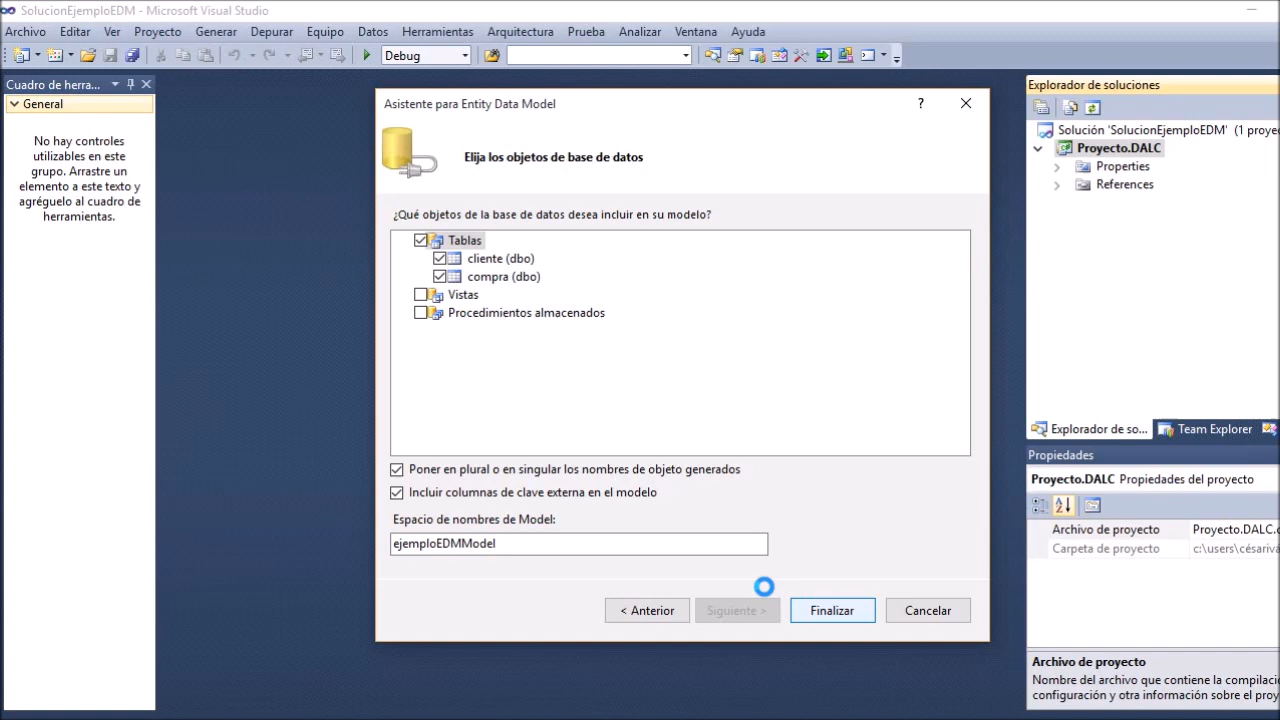 SolucionEjemploEDM - Microsoft Visual Studio
Archivo Editar Ver Proyecto Generar Depurar Equipo Datos Herramientas Arquitectura Prueba Analizar Ventana Ayuda
Debug
Cuadro de herra...
General
No hay controles
utilizables en este
grupo. Arrastre un
elemento a este texto y
agréguelo al cuadro de
herramientas.
Asistente para Entity Data Model
?
Elija los objetos de base de datos
¿Qué objetos de la base de datos desea incluir en su modelo?
Tablas
cliente (dbo)
compra (dbo)
Vistas
Procedimientos almacenados
Poner en plural o en singular los nombres de objeto generados
Incluir columnas de clave externa en el modelo
Espacio de nombres de Model:
ejemploEDMModel
< Anterior
Siguiente >
Finalizar
Cancelar
Explorador de soluciones
Solución 'SolucionEjemploEDM' (1 proye
Proyecto.DALC
Properties
References
Explorador de so...
Team Explorer
Propiedades
Proyecto.DALC Propiedades del proyecto
Archivo de proyecto Proyecto.DALC.c
Carpeta de proyecto c:\users\césariva
Archivo de proyecto
Nombre del archivo que contiene la compilació
configuración y otra información sobre el proy